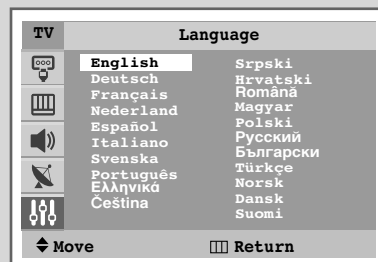 TV
Language
English
Deutsch
Français
Nederland
Español
Italiano
Svenska
Português
Ελληνικά
Čeština
Srpski
Hrvatski
Română
Magyar
Polski
Русский
Български
Türkçe
Norsk
Dansk
Suomi
Move
Return